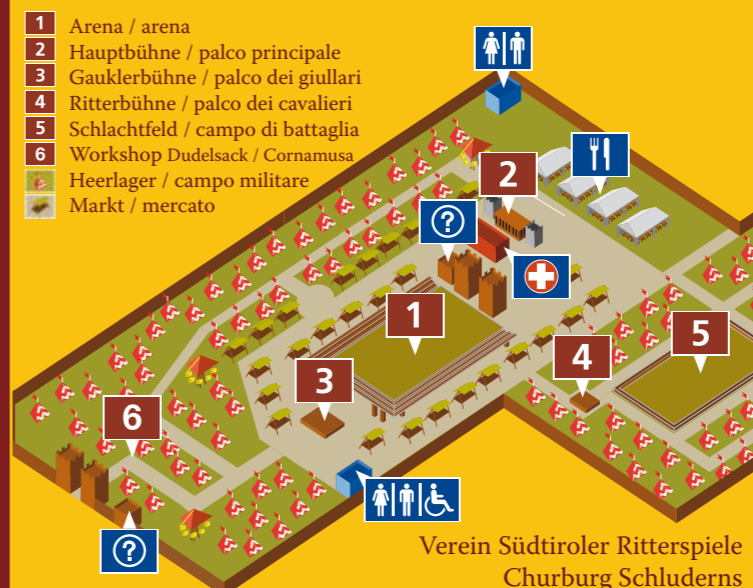 1 Arena / arena
2 Hauptbühne / palco principale
3 Gauklerbühne / palco dei giullari
4 Ritterbühne / palco dei cavalieri
5 Schlachtfeld / campo di battaglia
6 Workshop Dudelsack / Cornamusa
Heerlager / campo militare
Markt / mercato
2
?
1
5
4
3
6
?
Verein Südtiroler Ritterspiele
Churburg Schluderns